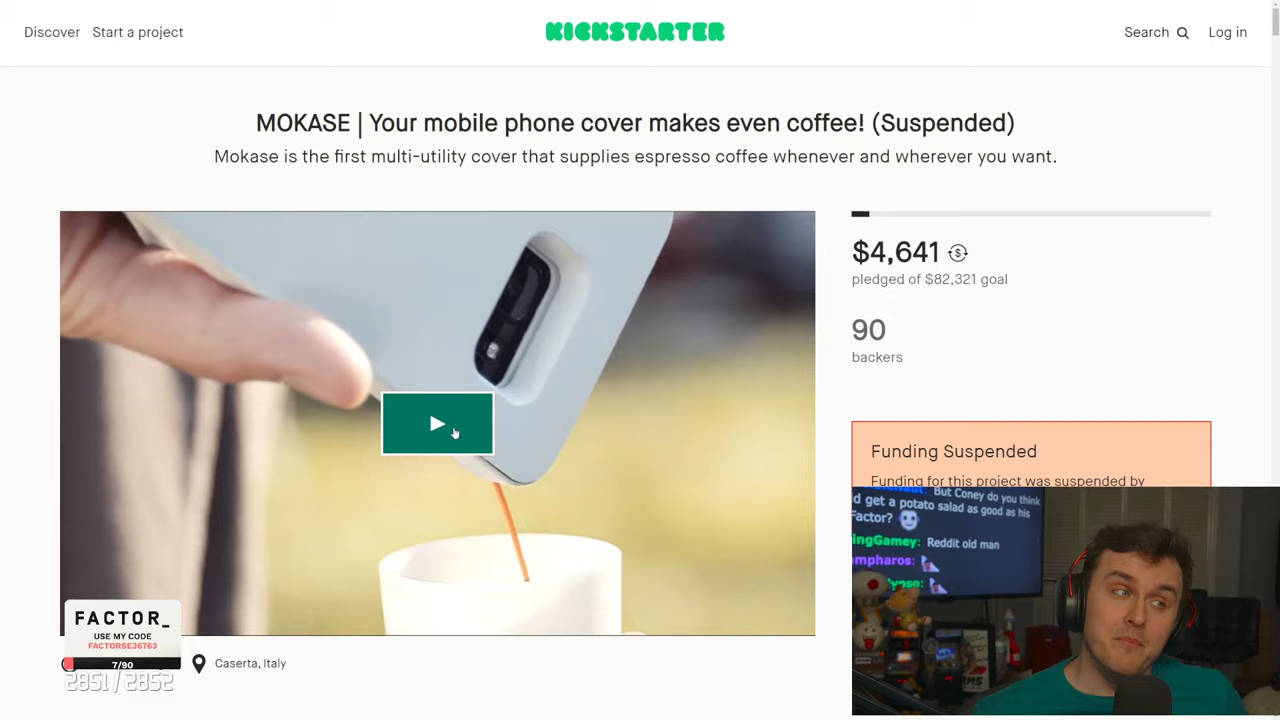 Discover Start a project
KICKSTARTER
Search Log in
MOKASE | Your mobile phone cover makes even coffee! (Suspended)
Mokase is the first multi-utility cover that supplies espresso coffee whenever and wherever you want.
$4,641
pledged of $82,321 goal
90
backers
Funding Suspended
Funding for this project was suspended by
But Coney do you think
d get a potato salad as good as his
Factor?
ingGamey: Reddit old man
mpharos:
ypso:
FACTOR_
USE MY CODE
FACTORSE36763
7/90
2851/2852
Caserta, Italy